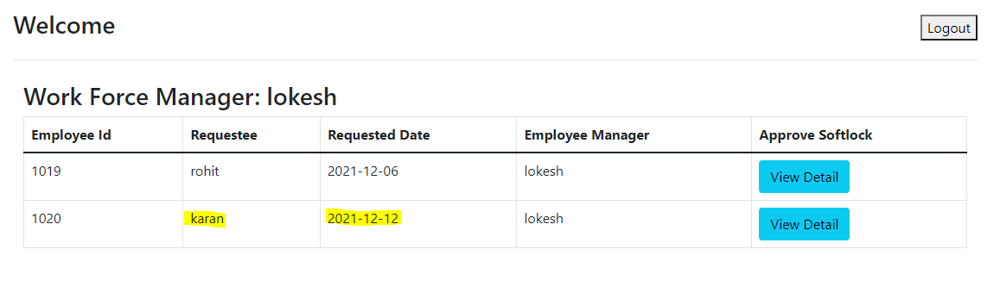 Welcome
Logout
Work Force Manager: lokesh
Employee Id Requestee Requested Date Employee Manager Approve Softlock
1019 rohit 2021-12-06 lokesh View Detail
1020 karan 2021-12-12 lokesh View Detail